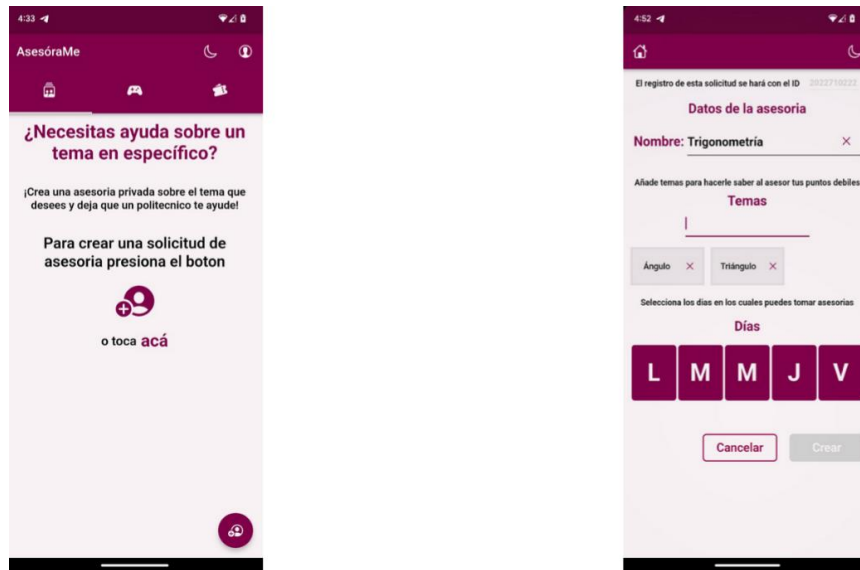 4:33
AsesóraMe
¿Necesitas ayuda sobre un
tema en específico?
¡Crea una asesoria privada sobre el tema que
desees y deja que un politecnico te ayude!
Para crear una solicitud de
asesoria presiona el boton
o toca acá
4:52
El registro de esta solicitud se hará con el ID 2022710222
Datos de la asesoria
Nombre: Trigonometría
Añade temas para hacerle saber al asesor tus puntos debiles
Temas
Ángulo
Triángulo
Selecciona los dias en los cuales puedes tomar asesorias
Días
L M M J V
Cancelar
Crear